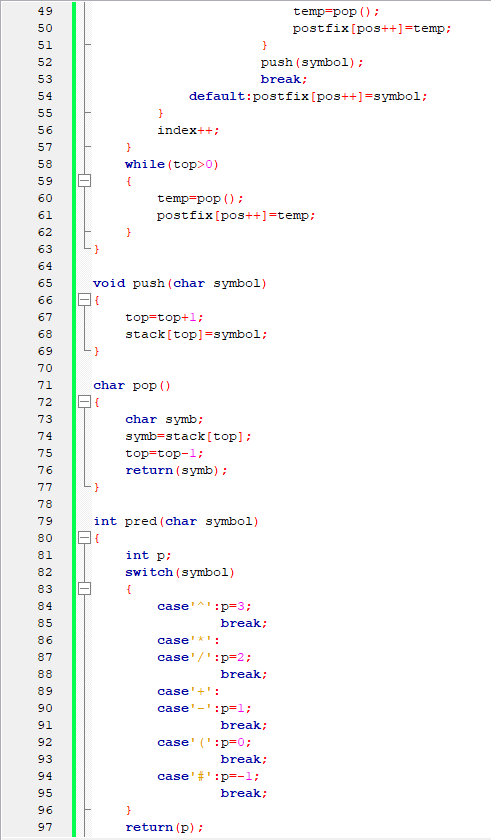 49 temp=pop();
50 postfix[pos++]=temp;
51 }
52 push(symbol);
53 break;
54 default:postfix[pos++]=symbol;
55 }
56 index++;
57 }
58 while(top>0)
59 {
60 temp=pop();
61 postfix[pos++]=temp;
62 }
63 }
64
65 void push(char symbol)
66 {
67 top=top+1;
68 stack[top]=symbol;
69 }
70
71 char pop()
72 {
73 char symb;
74 symb=stack[top];
75 top=top-1;
76 return(symb);
77 }
78
79 int pred(char symbol)
80 {
81 int p;
82 switch(symbol)
83 {
84 case'^':p=3;
85 break;
86 case'*':
87 case'/':p=2;
88 break;
89 case'+':
90 case'-':p=1;
91 break;
92 case'(':p=0;
93 break;
94 case'#':p=-1;
95 break;
96 }
97 return(p);